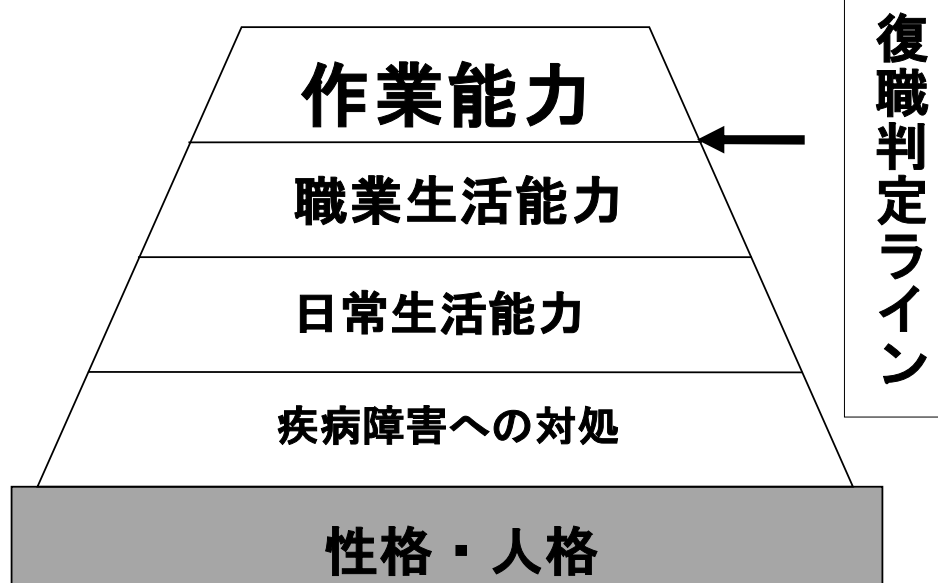 作業能力
職業生活能力
日常生活能力
疾病障害への対処
性格・人格
復職判定ライン